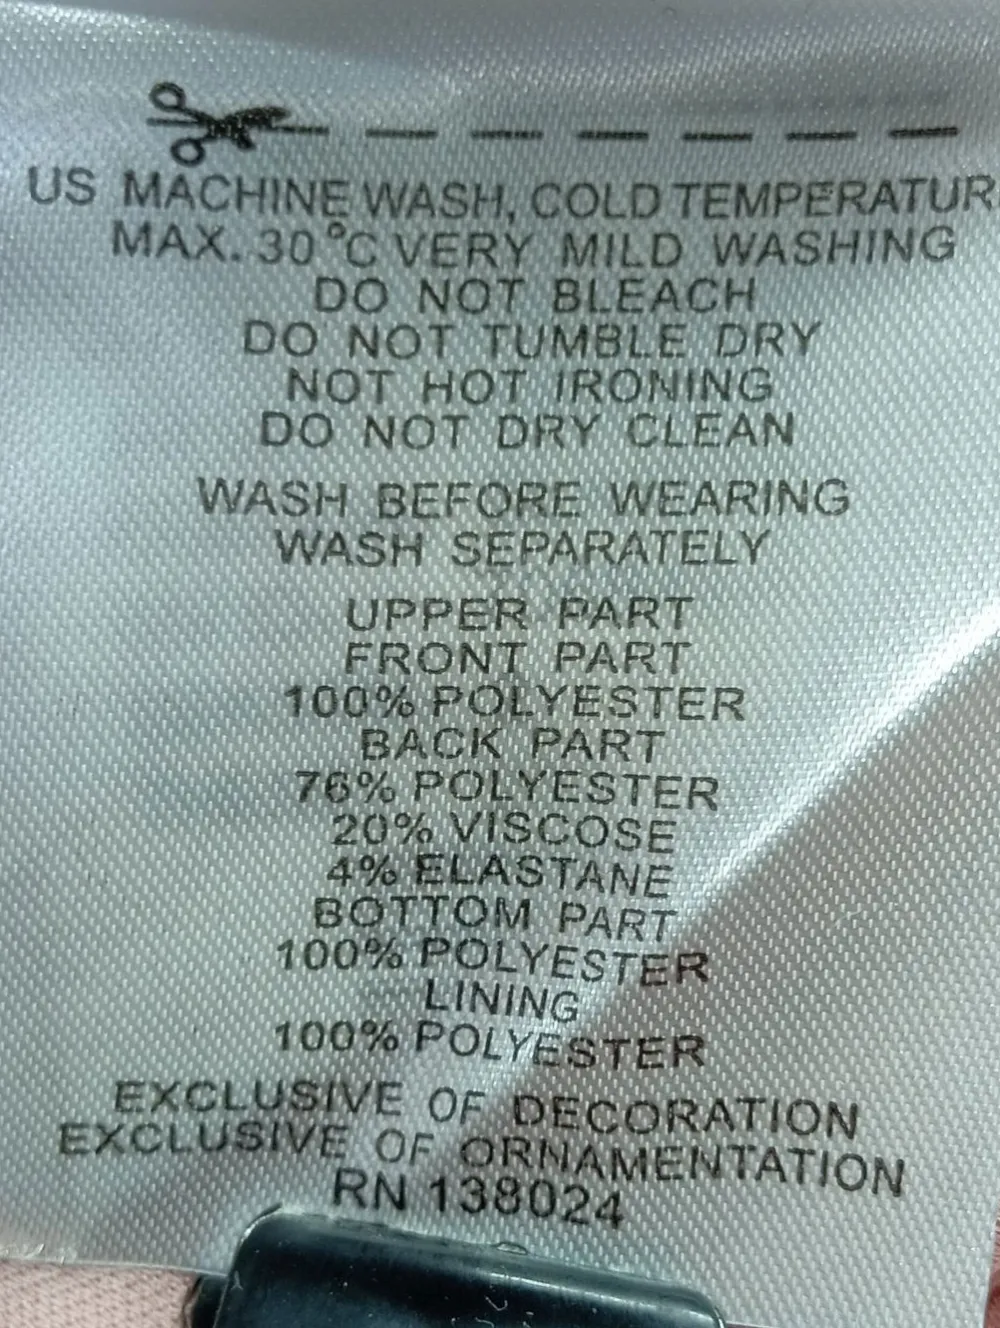 US MACHINE WASH, COLD TEMPERATUR
MAX. 30°C VERY MILD WASHING
DO NOT BLEACH
DO NOT TUMBLE DRY
NOT HOT IRONING
DO NOT DRY CLEAN
WASH BEFORE WEARING
WASH SEPARATELY
UPPER PART
FRONT PART
100% POLYESTER
BACK PART
76% POLYESTER
20% VISCOSE
4% ELASTANE
BOTTOM PART
100% POLYESTER
LINING
100% POLYESTER
EXCLUSIVE OF DECORATION
EXCLUSIVE OF ORNAMENTATION
RN 138024